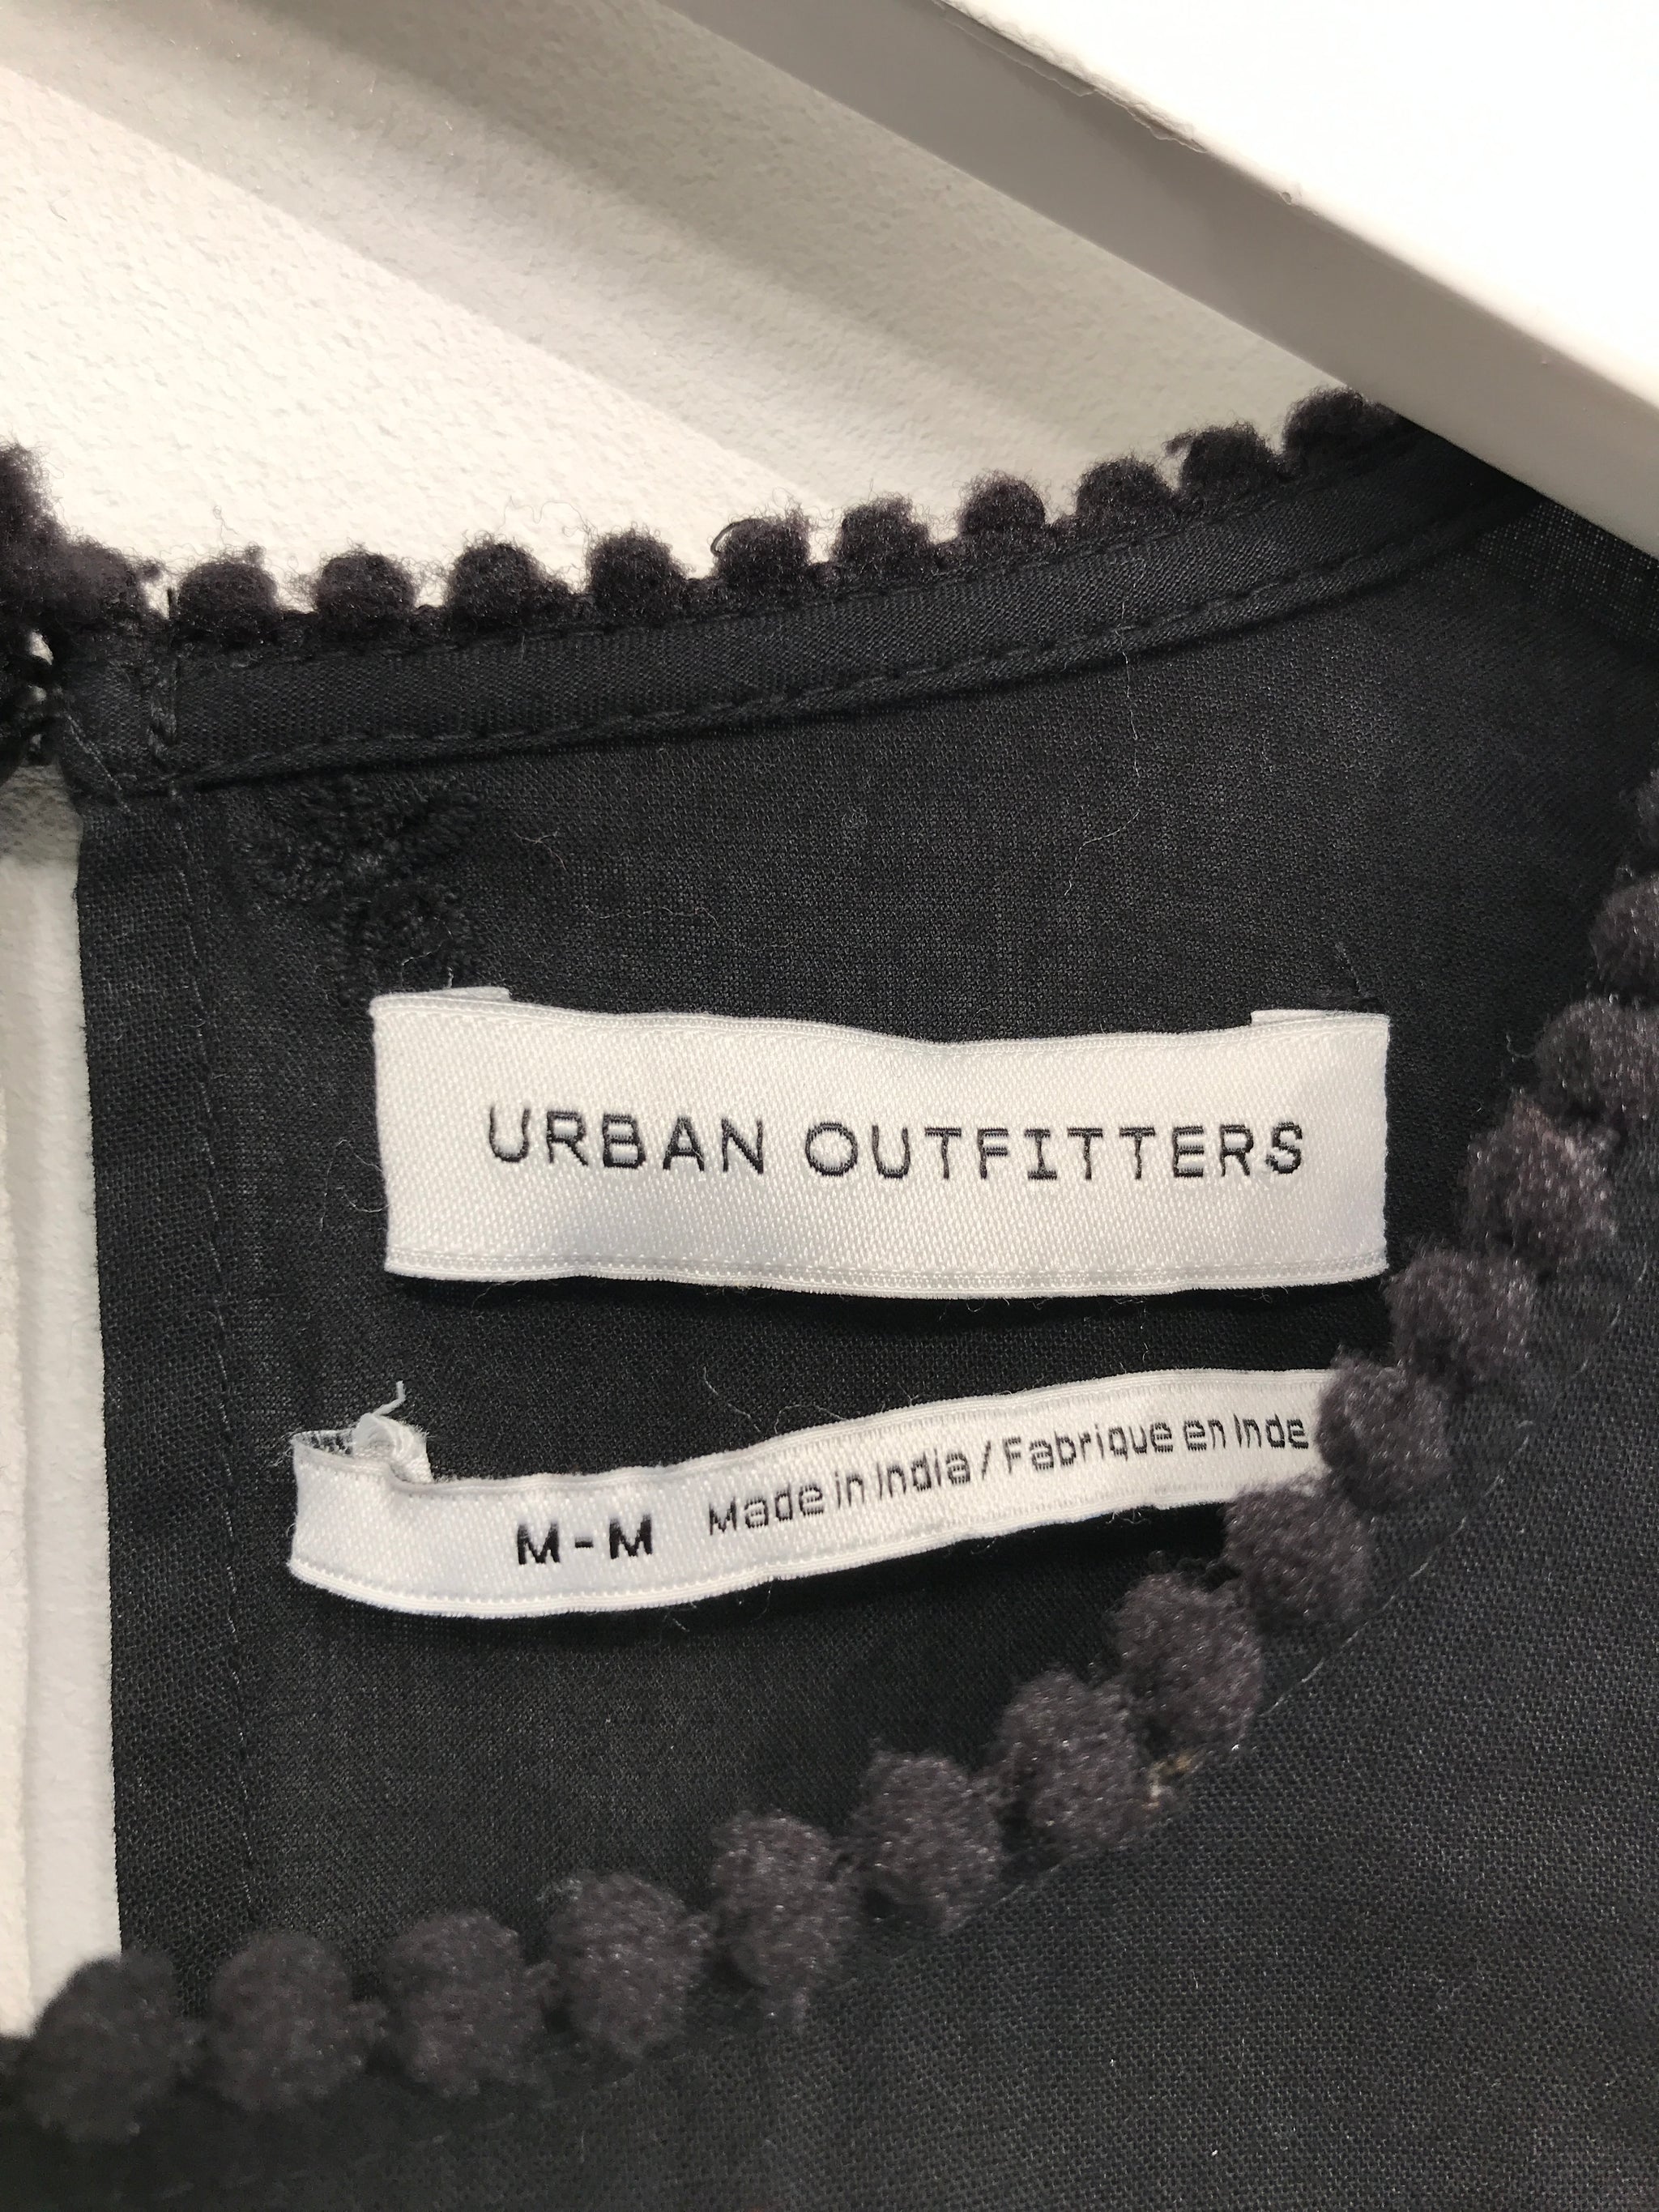 URBAN OUTFITTERS
M-M Made in India / Fabrique en Inde